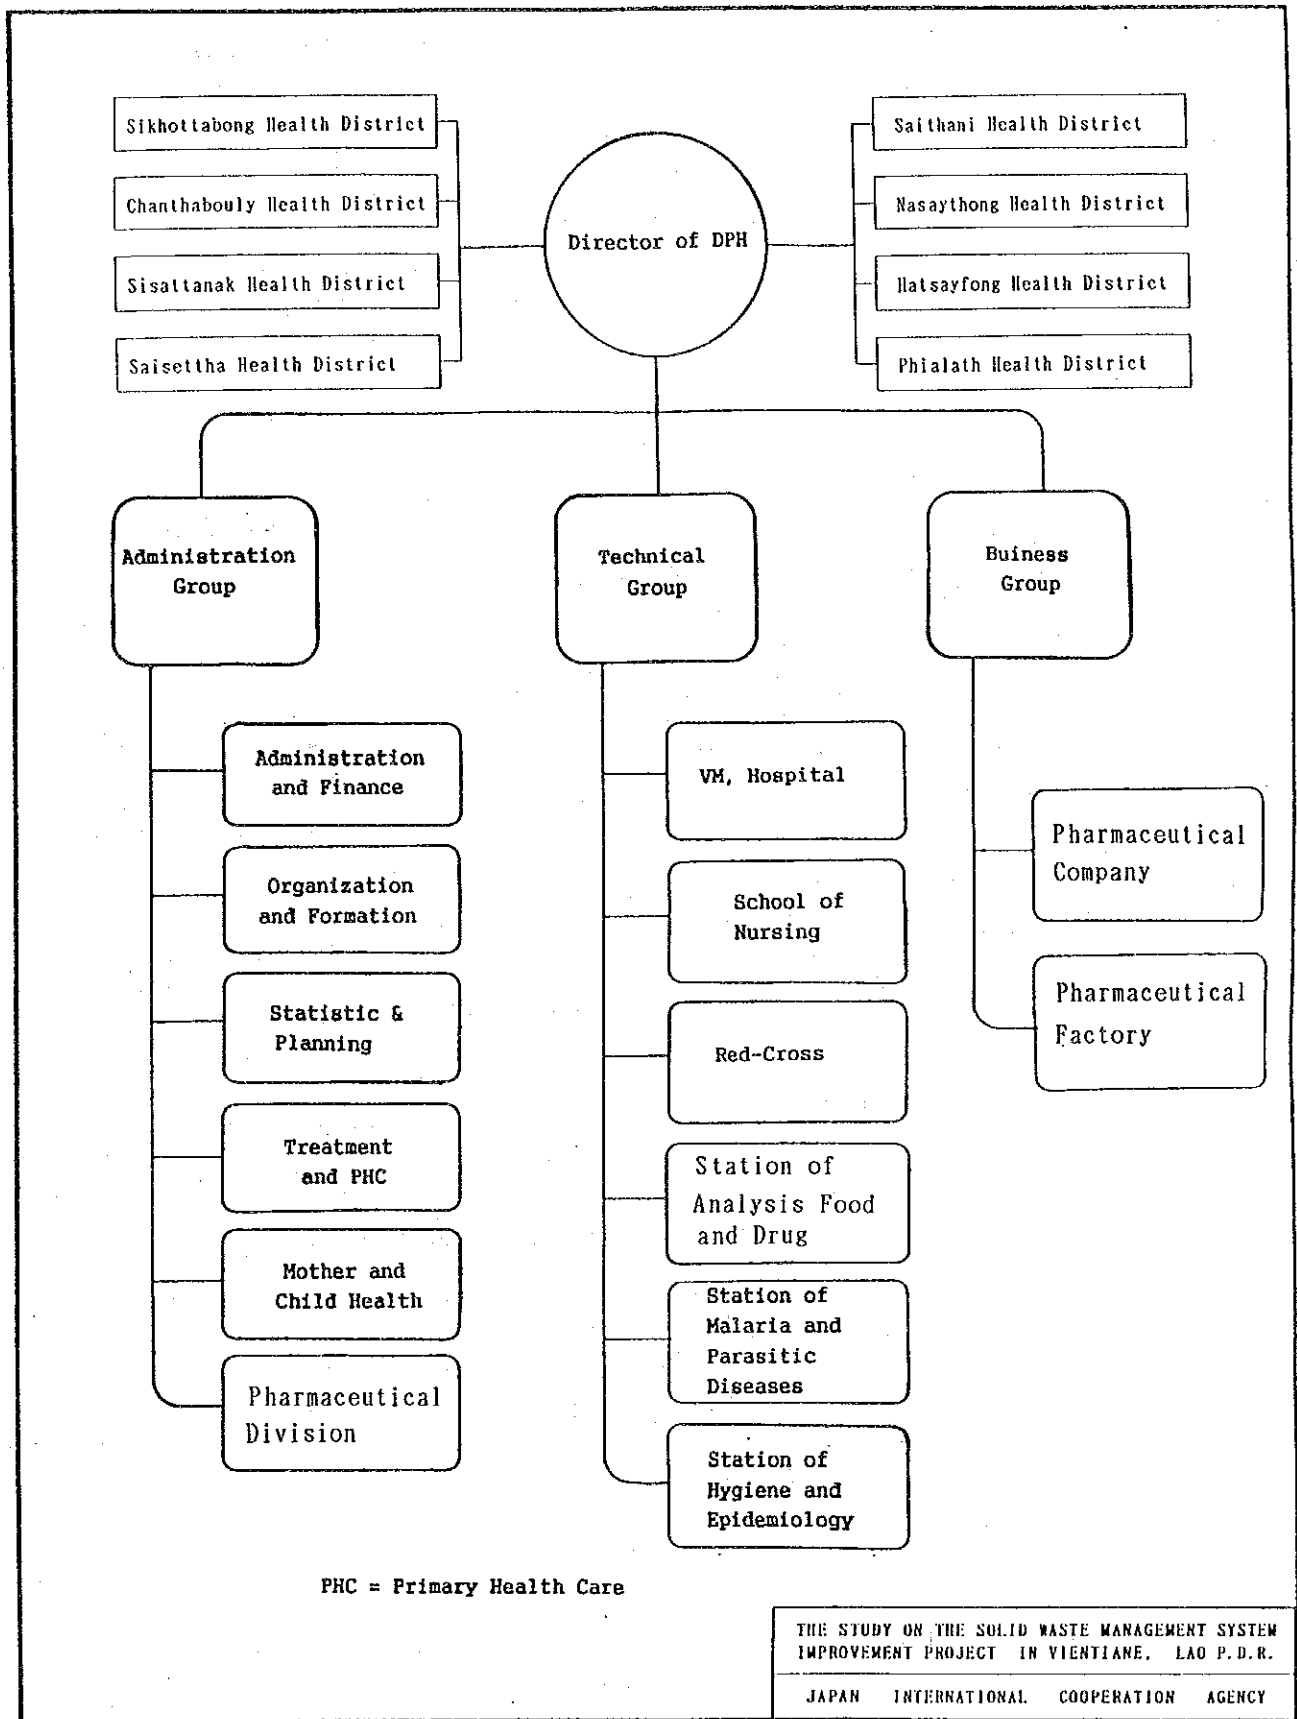 Sikhottabong Health District
Chanthabouly Health District
Sisattanak Health District
Saisettha Health District
Director of DPH
Saithani Health District
Nasaythong Health District
Hatsayfong Health District
Phialath Health District
Administration
Group
Technical
Group
Buiness
Group
Administration
and Finance
Organization
and Formation
Statistic &
Planning
Treatment
and PHC
Mother and
Child Health
Pharmaceutical
Division
VM, Hospital
School of
Nursing
Red-Cross
Station of
Analysis Food
and Drug
Station of
Malaria and
Parasitic
Diseases
Station of
Hygiene and
Epidemiology
Pharmaceutical
Company
Pharmaceutical
Factory
PHC = Primary Health Care
THE STUDY ON THE SOLID WASTE MANAGEMENT SYSTEM
IMPROVEMENT PROJECT IN VIENTIANE, LAO P.D.R.
JAPAN INTERNATIONAL COOPERATION AGENCY